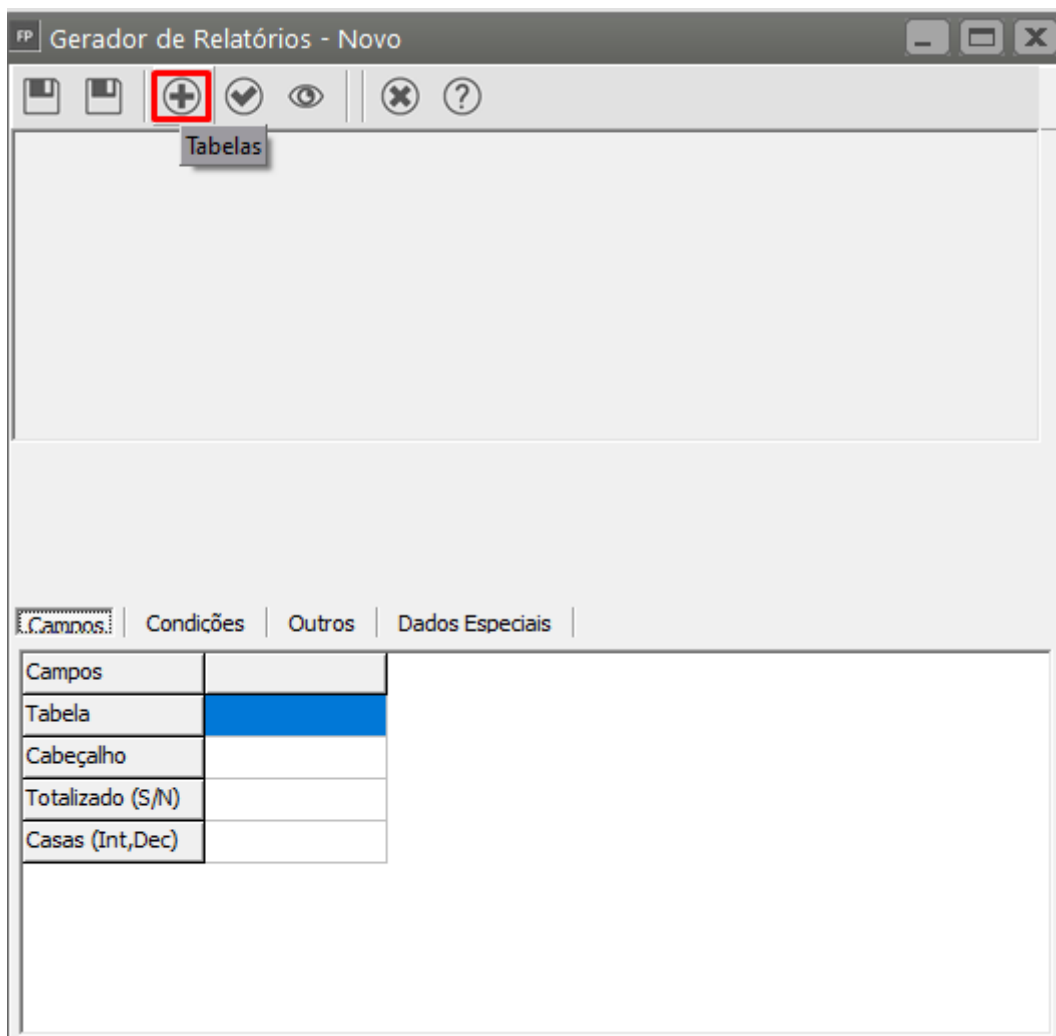 FP Gerador de Relatórios - Novo
Tabelas
Campos Condições Outros Dados Especiais
Campos
Tabela
Cabeçalho
Totalizado (S/N)
Casas (Int,Dec)